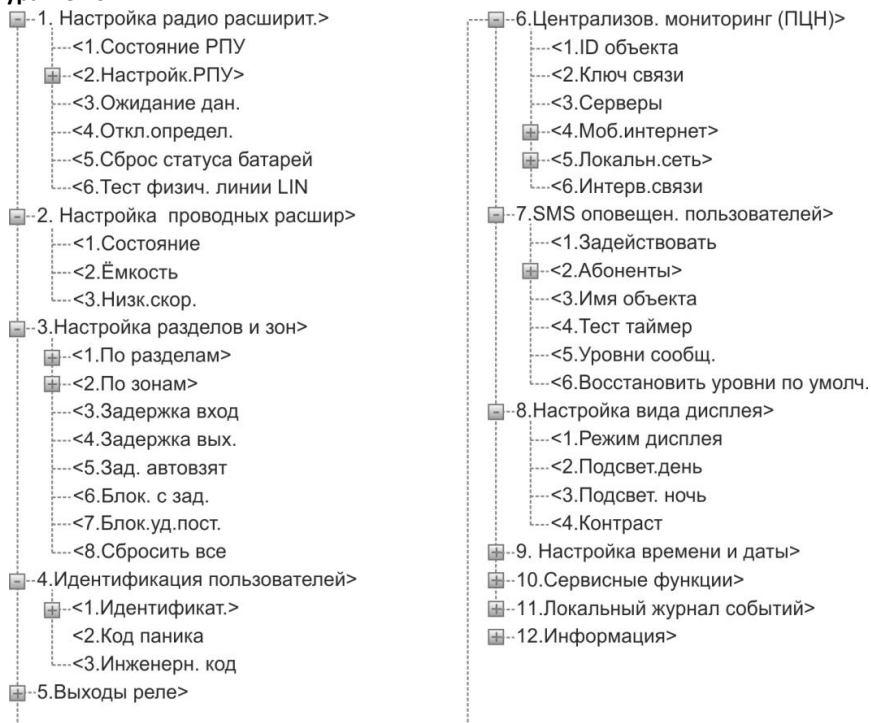 1. Настройка радио расширит.>
<1.Состояние РПУ
<2.Настройк.РПУ>
<3.Ожидание дан.
<4.Откл.определ.
<5.Сброс статуса батарей
<6.Тест физич. линии LIN
2. Настройка проводных расшир>
<1.Состояние
<2.Ёмкость
<3.Низк.скор.
3.Настройка разделов и зон>
<1.По разделам>
<2.По зонам>
<3.Задержка вход
<4.Задержка вых.
<5.Зад. автовзят
<6.Блок. с зад.
<7.Блок.уд.пост.
<8.Сбросить все
4.Идентификация пользователей>
<1.Идентификат.>
<2.Код паника
<3.Инженерн. код
5.Выходы реле>
6.Централизов. мониторинг (ПЦН)>
<1.ID объекта
<2.Ключ связи
<3.Серверы
<4.Моб.интернет>
<5.Локальн.сеть>
<6.Интерв.связи
7.SMS оповещен. пользователей>
<1.Задействовать
<2.Абоненты>
<3.Имя объекта
<4.Тест таймер
<5.Уровни сообщ.
<6.Восстановить уровни по умолч.
8.Настройка вида дисплея>
<1.Режим дисплея
<2.Подсвет.день
<3.Подсвет. ночь
<4.Контраст
9. Настройка времени и даты>
10.Сервисные функции>
11.Локальный журнал событий>
12.Информация>